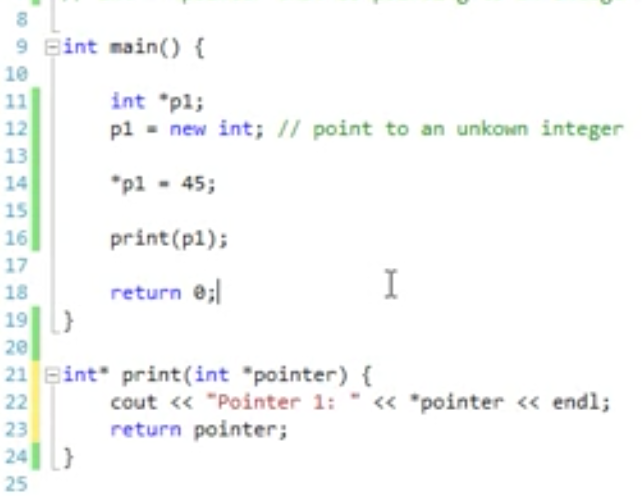 8
9 int main() {
10
11 int *p1;
12 p1 = new int; // point to an unkown integer
13
14 *p1 = 45;
15
16 print(p1);
17
18 return 0;
19 }
20
21 int* print(int *pointer) {
22 cout << "Pointer 1: " << *pointer << endl;
23 return pointer;
24 }
25